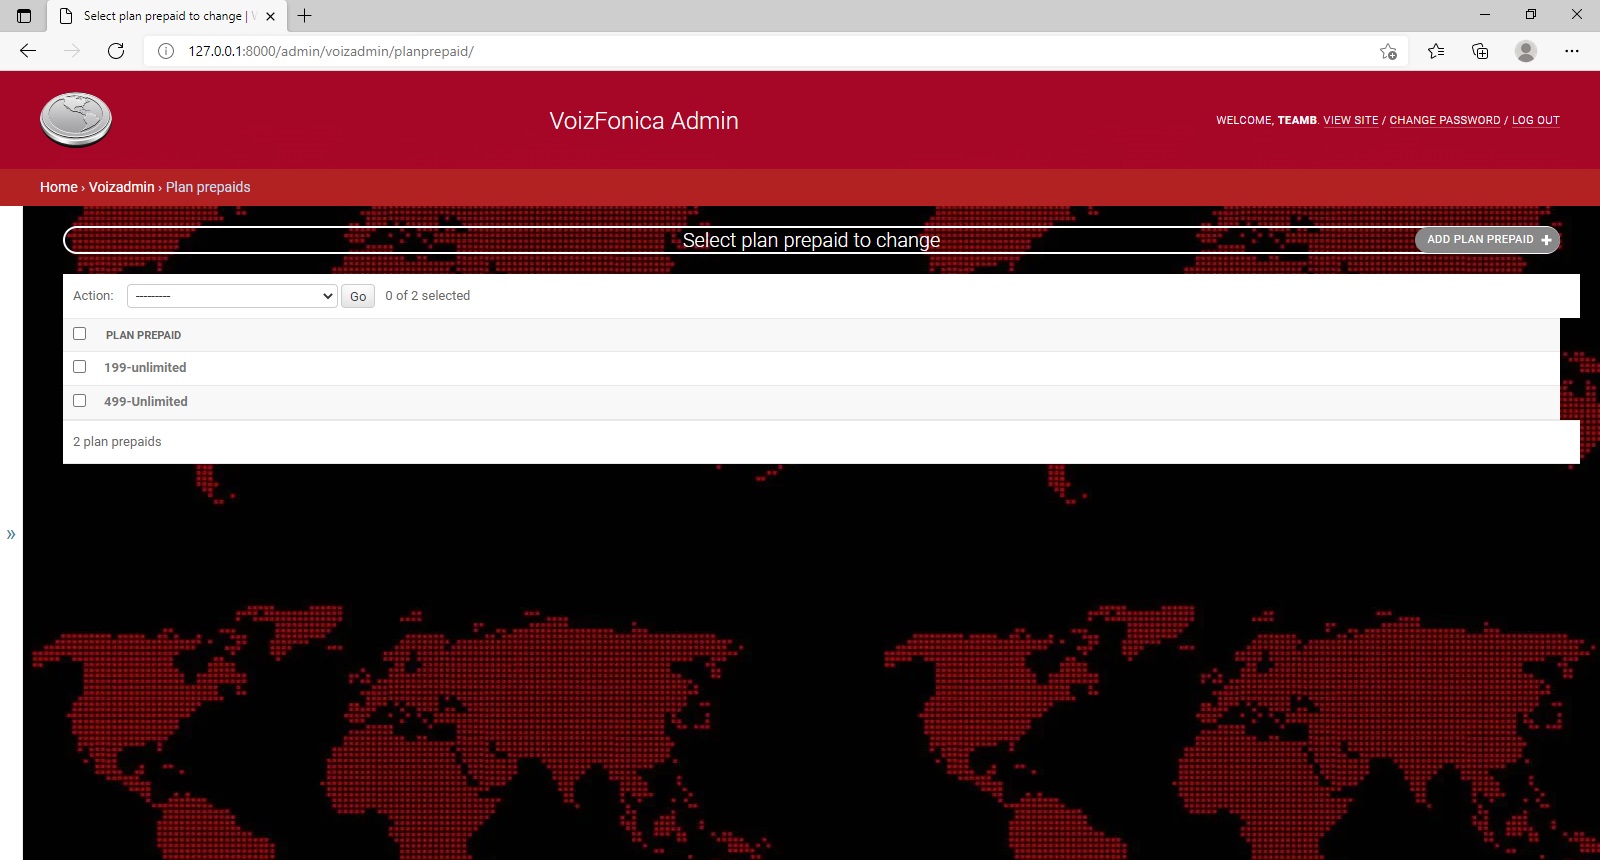 Select plan prepaid to change |
127.0.0.1:8000/admin/voizadmin/planprepaid/
VoizFonica Admin
WELCOME, TEAMB. VIEW SITE / CHANGE PASSWORD / LOG OUT
Home › Voizadmin › Plan prepaids
Select plan prepaid to change
ADD PLAN PREPAID +
Action: --------- Go 0 of 2 selected
PLAN PREPAID
199-unlimited
499-Unlimited
2 plan prepaids
»